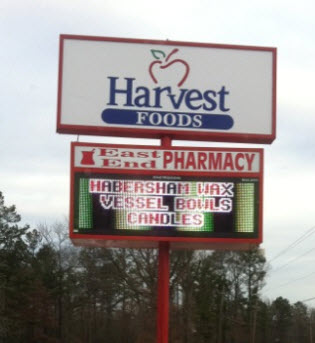 Harvest
FOODS
East End PHARMACY
HABERSHAM WAX
VESSEL BOWLS
CANDLES